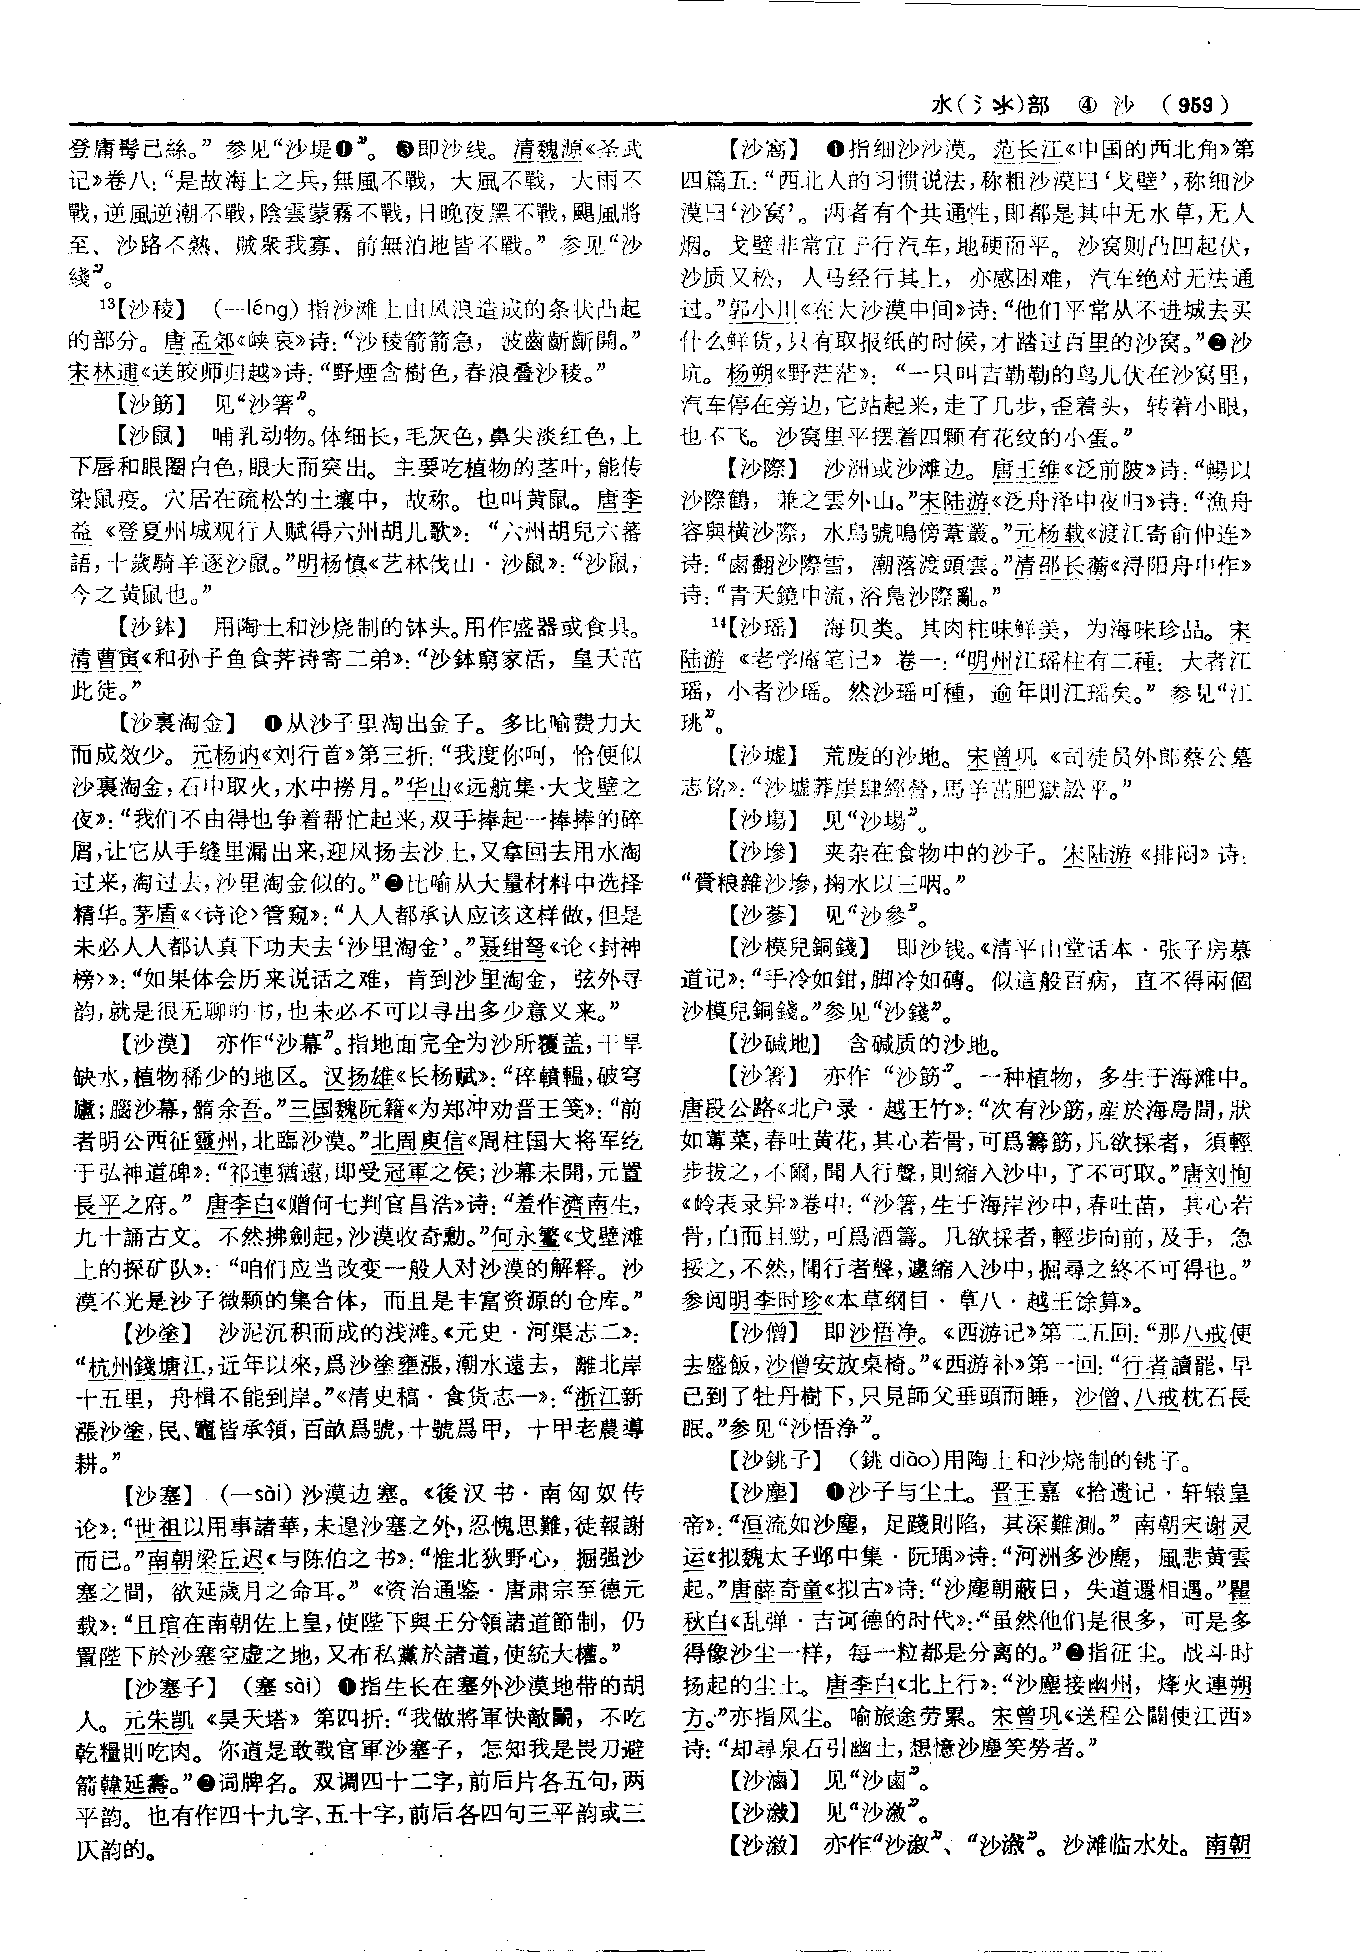 水(氵氺)部 ④ 沙 (953)
登庸髩已絲。” 参见“沙堤❶”。 ❸即沙线。 清魏源《圣武
记》卷八:“是故海上之兵,無風不戰, 大風不戰, 大雨不
戰,逆風逆潮不戰,陰雲蒙霧不戰,日晚夜黑不戰,颶風將
至、沙路不熟、賊衆我寡、前無泊地皆不戰。” 参见“沙
綫”。
13【沙稜】 (—léng)指沙滩上由风浪造成的条状凸起
的部分。 唐孟郊《峡哀》诗:“沙稜箭箭急, 波齒齗齗開。”
宋林逋《送皎师归越》诗:“野煙含樹色,春浪叠沙稜。”
【沙筯】 见“沙箸”。
【沙鼠】 哺乳动物。体细长,毛灰色,鼻尖淡红色,上
下唇和眼圈白色,眼大而突出。 主要吃植物的茎叶,能传
染鼠疫。 穴居在疏松的土壤中, 故称。 也叫黄鼠。 唐李
益《登夏州城观行人赋得六州胡儿歌》: “六州胡兒六蕃
語,十歲騎羊逐沙鼠。”明杨慎《艺林伐山·沙鼠》:“沙鼠,
今之黄鼠也。”
【沙鉢】 用陶土和沙烧制的钵头。用作盛器或食具。
清曹寅《和孙子鱼食荠诗寄二弟》:“沙鉢窮家活, 皇天茁
此徒。”
【沙裏淘金】 ❶从沙子里淘出金子。 多比喻费力大
而成效少。 元杨讷《刘行首》第三折:“我度你呵, 恰便似
沙裏淘金,石中取火,水中撈月。”华山《远航集·大戈壁之
夜》:“我们不由得也争着帮忙起来,双手捧起一捧捧的碎
屑,让它从手缝里漏出来,迎风扬去沙土,又拿回去用水淘
过来,淘过去,沙里淘金似的。”❷比喻从大量材料中选择
精华。茅盾《〈诗论〉管窥》:“人人都承认应该这样做,但是
未必人人都认真下功夫去‘沙里淘金’。”聂绀弩《论〈封神
榜〉》:“如果体会历来说话之难, 肯到沙里淘金, 弦外寻
韵,就是很无聊的书,也未必不可以寻出多少意义来。”
【沙漠】 亦作“沙幕”。指地面完全为沙所覆盖,干旱
缺水,植物稀少的地区。 汉扬雄《长杨赋》:“碎轒輼,破穹
廬;腦沙幕,髓余吾。”三国魏阮籍《为郑冲劝晋王笺》:“前
者明公西征靈州,北臨沙漠。”北周庾信《周柱国大将军纥
干弘神道碑》:“祁連猶遠,即受冠軍之侯;沙幕未開,元置
長平之府。” 唐李白《赠何七判官昌浩》诗:“羞作濟南生,
九十誦古文。 不然拂劍起,沙漠收奇勳。”何永鳌《戈壁滩
上的探矿队》: “咱们应当改变一般人对沙漠的解释。 沙
漠不光是沙子微颗的集合体, 而且是丰富资源的仓库。”
【沙塗】 沙泥沉积而成的浅滩。《元史·河渠志二》:
“杭州錢塘江,近年以來,爲沙塗壅漲,潮水遠去, 離北岸
十五里, 舟楫不能到岸。”《清史稿·食货志一》:“浙江新
漲沙塗,民、竈皆承領,百畝爲號,十號爲甲, 十甲老農導
耕。”
【沙塞】 (—sài)沙漠边塞。《後汉书·南匈奴传
论》:“世祖以用事諸華,未遑沙塞之外,忍愧思難,徒報謝
而已。”南朝梁丘迟《与陈伯之书》:“惟北狄野心, 掘强沙
塞之間, 欲延歲月之命耳。” 《资治通鉴·唐肃宗至德元
载》:“且琯在南朝佐上皇,使陛下與王分領諸道節制, 仍
置陛下於沙塞空虚之地,又布私黨於諸道,使統大權。”
【沙塞子】 (塞 sài) ❶指生长在塞外沙漠地带的胡
人。 元朱凯《昊天塔》第四折:“我做將軍快敵鬭, 不吃
乾糧則吃肉。 你道是敢戰官軍沙塞子, 怎知我是畏刀避
箭韓延壽。”❷词牌名。 双调四十二字,前后片各五句,两
平韵。 也有作四十九字、五十字,前后各四句三平韵或三
仄韵的。
【沙窩】 ❶指细沙沙漠。 范长江《中国的西北角》第
四篇五:“西北人的习惯说法,称粗沙漠曰‘戈壁’,称细沙
漠曰‘沙窝’。 两者有个共通性,即都是其中无水草,无人
烟。 戈壁非常宜于行汽车,地硬而平。 沙窝则凸凹起伏,
沙质又松, 人马经行其上, 亦感困难, 汽车绝对无法通
过。”郭小川《在大沙漠中间》诗:“他们平常从不进城去买
什么鲜货,只有取报纸的时候,才踏过百里的沙窝。”❷沙
坑。 杨朔《野茫茫》: “一只叫吉勒勒的鸟儿伏在沙窝里,
汽车停在旁边,它站起来,走了几步,歪着头, 转着小眼,
也不飞。 沙窝里平摆着四颗有花纹的小蛋。”
【沙際】 沙洲或沙滩边。 唐王维《泛前陂》诗:“暢以
沙際鶴, 兼之雲外山。”宋陆游《泛舟泽中夜归》诗:“漁舟
容與横沙際, 水鳥號鳴傍葦叢。”元杨载《渡江寄俞仲连》
诗:“鹵翻沙際雪, 潮落渡頭雲。”清邵长蘅《浔阳舟中作》
诗:“青天鏡中流,浴鳧沙際亂。”
14【沙瑶】 海贝类。 其肉柱味鲜美, 为海味珍品。 宋
陆游《老学庵笔记》卷一:“明州江瑶柱有二種: 大者江
瑶, 小者沙瑶。 然沙瑶可種, 逾年則江瑶矣。” 参见“江
珧”。
【沙墟】 荒废的沙地。 宋曾巩《司徒员外郎蔡公墓
志铭》:“沙墟莽崖肆經營,馬羊茁肥獄訟平。”
【沙塲】 见“沙場”。
【沙墋】 夹杂在食物中的沙子。 宋陆游《排闷》诗:
“賫粮雜沙墋,掬水以三咽。”
【沙蔘】 见“沙參”。
【沙模兒銅錢】 即沙钱。《清平山堂话本·张子房慕
道记》:“手冷如鉗,脚冷如磚。 似這般百病, 直不得兩個
沙模兒銅錢。”参见“沙錢”。
【沙碱地】 含碱质的沙地。
【沙箸】 亦作“沙筯”。 一种植物, 多生于海滩中。
唐段公路《北户录·越王竹》:“次有沙筯,産於海島間,狀
如蓴菜,春吐黄花,其心若骨,可爲籌筯,凡欲採者, 須輕
步拔之,不爾,聞人行聲,則縮入沙中,了不可取。”唐刘恂
《岭表录异》卷中:“沙箸,生于海岸沙中,春吐苗, 其心若
骨,白而且勁,可爲酒籌。 凡欲採者,輕步向前,及手, 急
挼之,不然,聞行者聲,遽縮入沙中,掘尋之終不可得也。”
参阅明李时珍《本草纲目·草八·越王馀算》。
【沙僧】 即沙悟净。《西游记》第二五回:“那八戒便
去盛飯,沙僧安放桌椅。”《西游补》第一回:“行者讀罷,早
已到了牡丹樹下,只見師父垂頭而睡, 沙僧、八戒枕石長
眠。”参见“沙悟净”。
【沙銚子】 (銚 diào)用陶土和沙烧制的铫子。
【沙塵】 ❶沙子与尘土。 晋王嘉《拾遗记·轩辕皇
帝》:“洹流如沙塵, 足踐則陷, 其深難測。” 南朝宋谢灵
运《拟魏太子邺中集·阮瑀》诗:“河洲多沙塵, 風悲黄雲
起。”唐薛奇童《拟古》诗:“沙塵朝蔽日, 失道還相遇。”瞿
秋白《乱弹·吉诃德的时代》:“虽然他们是很多, 可是多
得像沙尘一样, 每一粒都是分离的。”❷指征尘。 战斗时
扬起的尘土。 唐李白《北上行》:“沙塵接幽州, 烽火連朔
方。”亦指风尘。 喻旅途劳累。 宋曾巩《送程公闢使江西》
诗:“却尋泉石引幽士,想憶沙塵笑勞者。”
【沙滷】 见“沙鹵”。
【沙漵】 见“沙溆”。
【沙溆】 亦作“沙溆”、“沙漵”。 沙滩临水处。 南朝